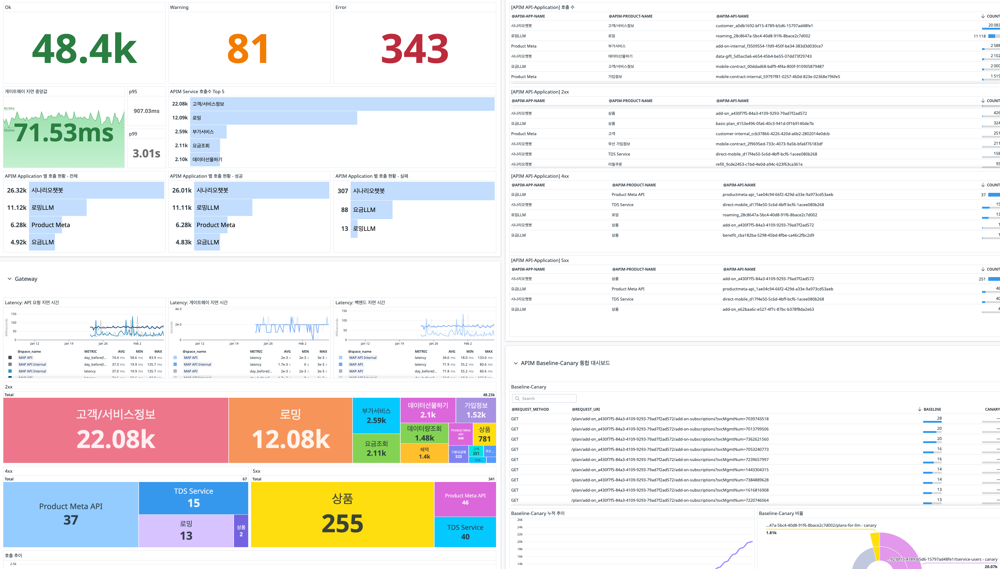 Ok
48.4k
Warning
81
Error
343
게이트웨이 지연 중앙값
83.9ms
58.6ms
71.53ms
p95
907.03ms
p99
3.01s
APIM Service 호출수 Top 5
22.08k 고객/서비스정보
12.09k 로밍
2.59k 부가서비스
2.11k 요금조회
2.10k 데이터선물하기
APIM Application 별 호출 현황 - 전체
26.32k 시나리오챗봇
11.12k 로밍LLM
6.28k Product Meta
4.92k 요금LLM
APIM Application 별 호출 현황 - 성공
26.01k 시나리오챗봇
11.11k 로밍LLM
6.28k Product Meta
4.83k 요금LLM
APIM Application 별 호출 현황 - 실패
307 시나리오챗봇
88 요금LLM
13 로밍LLM
Gateway
Latency: API 요청 지연 시간
Milliseconds
150
100
50
0
Jan 12 Jan 19 Jan 26 Feb 2
@space_name METRIC AVG MIN MAX
MAP API day_before(l... 74.4 ms 58.6 ms 83.9 ms
MAP API Internal day_before(l... 37.3 ms 19.9 ms 135.7 ms
MAP API Internal latency 37.0 ms 19.9 ms 135.7 ms
Latency: 게이트웨이 지연 시간
Seconds
4e-3
2e-3
0
Jan 12 Jan 19 Jan 26 Feb 2
@space_name METRIC AVG MIN MAX
MAP API latency 2e-3 s 2e-3 s 3e-3 s
MAP API Internal latency 1.7e-3 s 0 s 3e-3 s
MAP API day_before(l... 2e-3 s 2e-3 s 3e-3 s
Latency: 백엔드 지연 시간
Milliseconds
150
100
50
0
Jan 12 Jan 19 Jan 26 Feb 2
@space_name METRIC AVG MIN MAX
MAP API Internal latency 34.6 ms 18.0 ms 133.0 ms
MAP API latency 71.9 ms 55.2 ms 80.6 ms
MAP API day_before(l... 71.8 ms 55.2 ms 80.6 ms
2xx
Total 48.23k
고객/서비스정보
22.08k
로밍
12.08k
부가서비스
2.59k
요금조회
2.11k
데이터선물하기
2.1k
가입정보
1.52k
데이터량조회
1.48k
혜택
1.4k
Product Meta
API
840
상품
781
기본요금제
523
고객
251
무선 ...
TDS...
4xx
Total 67
Product Meta API
37
TDS Service
15
로밍
13
상품
2
5xx
Total 341
상품
255
Product Meta API
46
TDS Service
40
호출 추이
2.5k
[APIM API-Application] 호출 수
@APIM-APP-NAME @APIM-PRODUCT-NAME @APIM-API-NAME COUNT
시나리오챗봇 고객/서비스정보 customer_a0db1692-bf15-4789-b5d6-15797ad48fe1 20 083
로밍LLM 로밍 roaming_28c8647a-5bc4-40d8-91f6-8bace2c7d002 11 118
Product Meta 부가서비스 add-on-internal_f3509554-1fd9-450f-be34-383d3d030ce7 2 588
시나리오챗봇 데이터선물하기 data-gift_5d5ac0a6-e654-45b4-be55-07dd73f29743 2 102
요금LLM 고객/서비스정보 mobile-contract_00ddad68-bdf9-4f4a-800f-910905879487 2 000
Product Meta 가입정보 mobile-contract-internal_59797f81-0257-460d-823e-02368e796fe5 1 515
[APIM API-Application] 2xx
@APIM-APP-NAME @APIM-PRODUCT-NAME @APIM-API-NAME COUNT
시나리오챗봇 상품 add-on_a430f7f5-84a3-4109-9293-79ad7f2ad572 426
요금LLM 상품 basic-plan_4153e496-0fa6-40c3-941d-0f1b9140de7b 324
Product Meta 고객 customer-internal_ccb37866-4226-420d-a6b2-2802014e0dcb 251
시나리오챗봇 무선 가입정보 mobile-contract_2f9695ed-733c-4073-9a5b-bfa6f76183df 211
시나리오챗봇 TDS Service direct-mobile_d17f4e50-5c6d-4bff-bcf6-1acee080b268 158
시나리오챗봇 리필쿠폰 refill_9cde2453-c1bd-4e0d-a94c-623f63ca361e 93
[APIM API-Application] 4xx
@APIM-APP-NAME @APIM-PRODUCT-NAME @APIM-API-NAME COUNT
요금LLM Product Meta API productmeta-api_1ae04c94-66f2-429d-a33e-9a973cd53aeb 37
시나리오챗봇 TDS Service direct-mobile_d17f4e50-5c6d-4bff-bcf6-1acee080b268 15
로밍LLM 로밍 roaming_28c8647a-5bc4-40d8-91f6-8bace2c7d002 13
시나리오챗봇 상품 add-on_a430f7f5-84a3-4109-9293-79ad7f2ad572 1
요금LLM 상품 benefit_cba182ba-5298-45bd-8fbe-ca46c2fbc2d9 1
[APIM API-Application] 5xx
@APIM-APP-NAME @APIM-PRODUCT-NAME @APIM-API-NAME COUNT
시나리오챗봇 상품 add-on_a430f7f5-84a3-4109-9293-79ad7f2ad572 251
요금LLM Product Meta API productmeta-api_1ae04c94-66f2-429d-a33e-9a973cd53aeb 46
시나리오챗봇 TDS Service direct-mobile_d17f4e50-5c6d-4bff-bcf6-1acee080b268 40
요금LLM 상품 add-on_e62baa6c-e527-4f7c-87bc-b378f8da2e63 4
APIM Baseline-Canary 통합 대시보드
Baseline-Canary
Search
@REQUEST_METHOD @REQUEST_URI BASELINE CANARY
GET /plan/add-on_a430f7f5-84a3-4109-9293-79ad7f2ad572/add-on-subscriptions?svcMgmtNum=7039743518 28 —
GET /plan/add-on_a430f7f5-84a3-4109-9293-79ad7f2ad572/add-on-subscriptions?svcMgmtNum=7013799506 20 —
GET /plan/add-on_a430f7f5-84a3-4109-9293-79ad7f2ad572/add-on-subscriptions?svcMgmtNum=7362621560 20 —
GET /plan/add-on_a430f7f5-84a3-4109-9293-79ad7f2ad572/add-on-subscriptions?svcMgmtNum=7053240773 16 —
GET /plan/add-on_a430f7f5-84a3-4109-9293-79ad7f2ad572/add-on-subscriptions?svcMgmtNum=7239657997 16 —
GET /plan/add-on_a430f7f5-84a3-4109-9293-79ad7f2ad572/add-on-subscriptions?svcMgmtNum=1443304315 14 —
GET /plan/add-on_a430f7f5-84a3-4109-9293-79ad7f2ad572/add-on-subscriptions?svcMgmtNum=7384889628 14 —
GET /plan/add-on_a430f7f5-84a3-4109-9293-79ad7f2ad572/add-on-subscriptions?svcMgmtNum=1616816908 13 —
GET /plan/add-on_a430f7f5-84a3-4109-9293-79ad7f2ad572/add-on-subscriptions?svcMgmtNum=7220746064 13 —
Baseline-Canary 누적 추이
26k
24k
22k
20k
18k
16k
14k
Baseline-Canary 비율
...47a-5bc4-40d8-91f6-8bace2c7d002/plans-for-llm › canary
1.81k
...92-bf15-4789-b5d6-15797ad48fe1/tservice-users › canary
20.07k